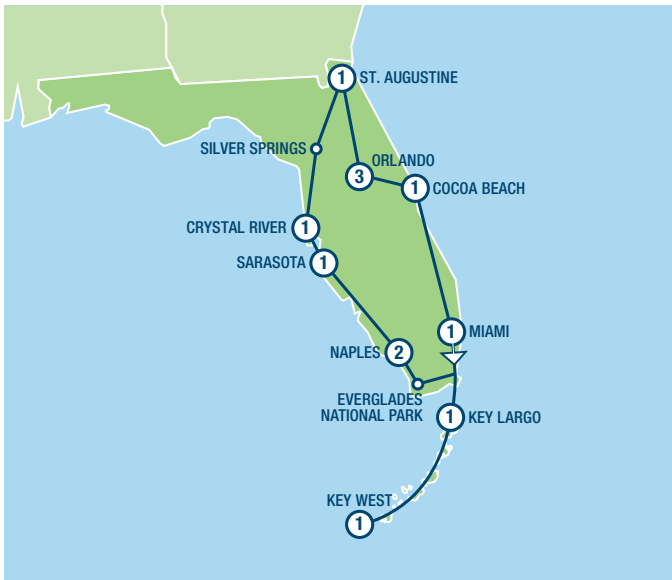 1 ST. AUGUSTINE
SILVER SPRINGS
ORLANDO
3
1 COCOA BEACH
CRYSTAL RIVER 1
SARASOTA 1
1 MIAMI
NAPLES 2
EVERGLADES
NATIONAL PARK
1 KEY LARGO
KEY WEST
1